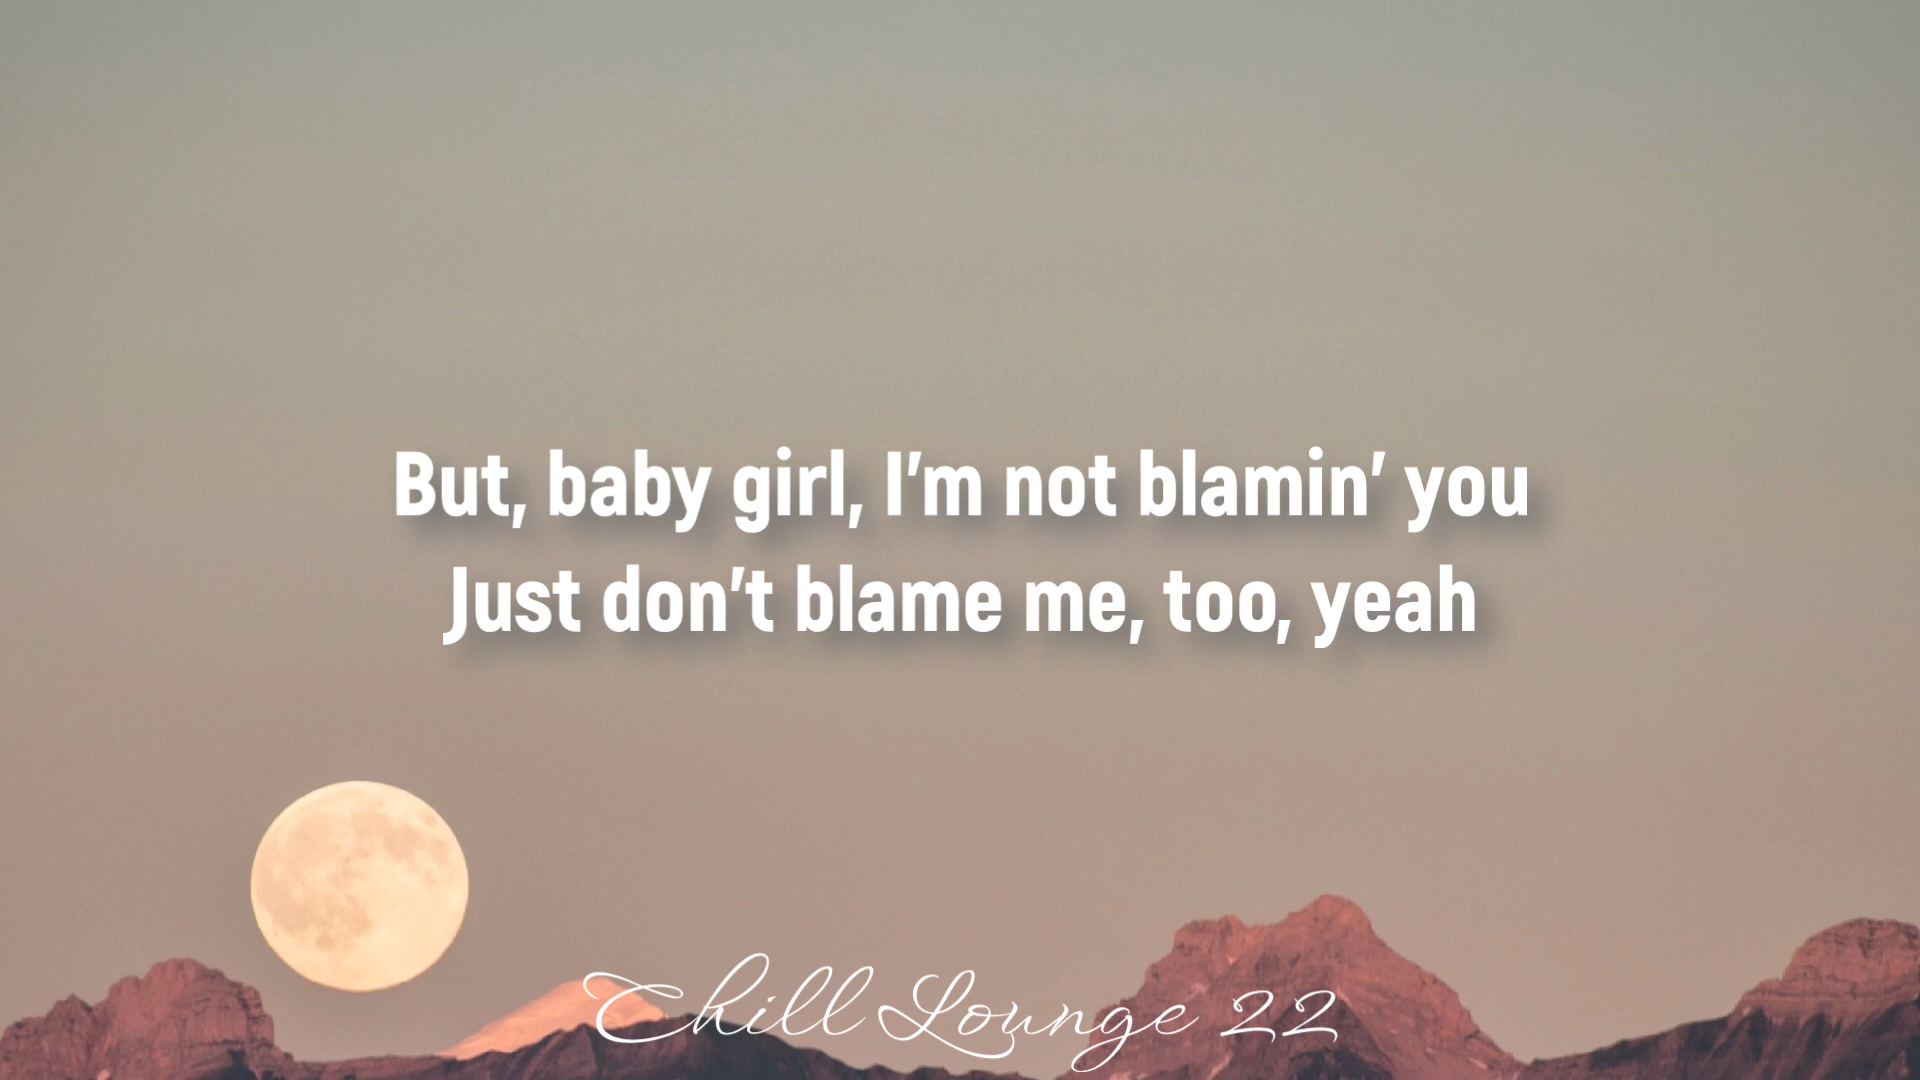 But, baby girl, I'm not blamin' you
Just don't blame me, too, yeah
Chill Lounge 22